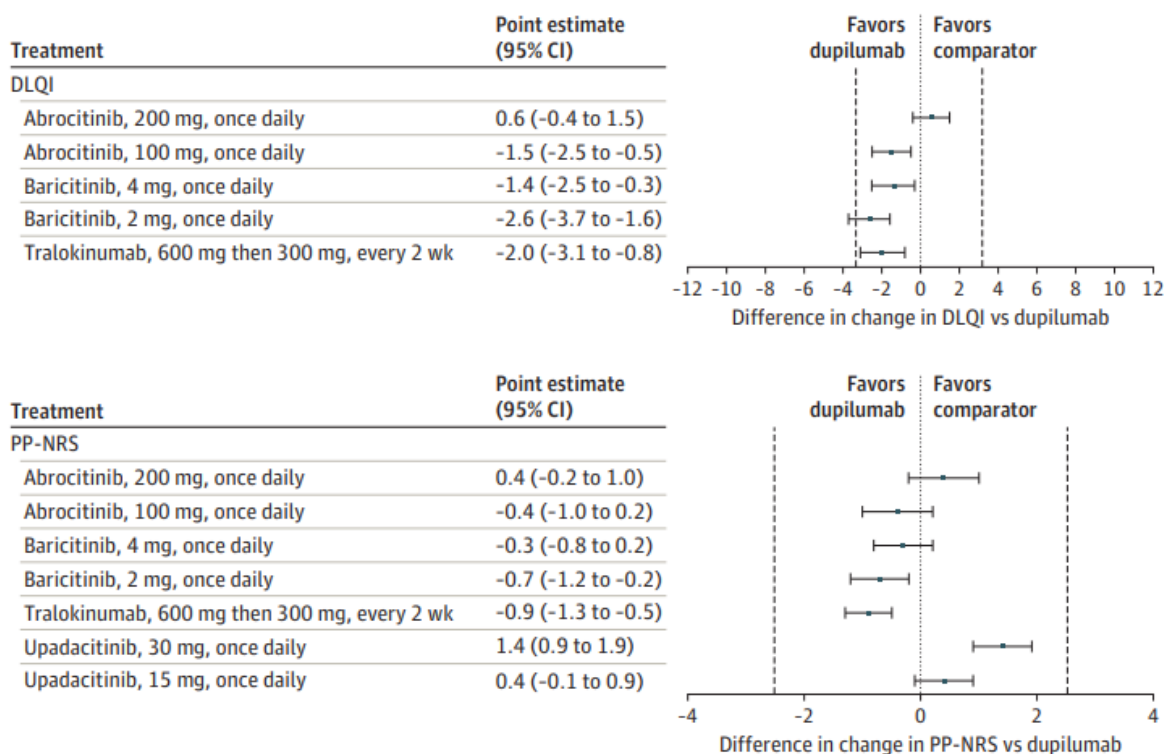 Treatment Point estimate (95% CI) Favors dupilumab Favors comparator
DLQI
Abrocitinib, 200 mg, once daily 0.6 (-0.4 to 1.5)
Abrocitinib, 100 mg, once daily -1.5 (-2.5 to -0.5)
Baricitinib, 4 mg, once daily -1.4 (-2.5 to -0.3)
Baricitinib, 2 mg, once daily -2.6 (-3.7 to -1.6)
Tralokinumab, 600 mg then 300 mg, every 2 wk -2.0 (-3.1 to -0.8)
-12 -10 -8 -6 -4 -2 0 2 4 6 8 10 12
Difference in change in DLQI vs dupilumab
Treatment Point estimate (95% CI) Favors dupilumab Favors comparator
PP-NRS
Abrocitinib, 200 mg, once daily 0.4 (-0.2 to 1.0)
Abrocitinib, 100 mg, once daily -0.4 (-1.0 to 0.2)
Baricitinib, 4 mg, once daily -0.3 (-0.8 to 0.2)
Baricitinib, 2 mg, once daily -0.7 (-1.2 to -0.2)
Tralokinumab, 600 mg then 300 mg, every 2 wk -0.9 (-1.3 to -0.5)
Upadacitinib, 30 mg, once daily 1.4 (0.9 to 1.9)
Upadacitinib, 15 mg, once daily 0.4 (-0.1 to 0.9)
-4 -2 0 2 4
Difference in change in PP-NRS vs dupilumab